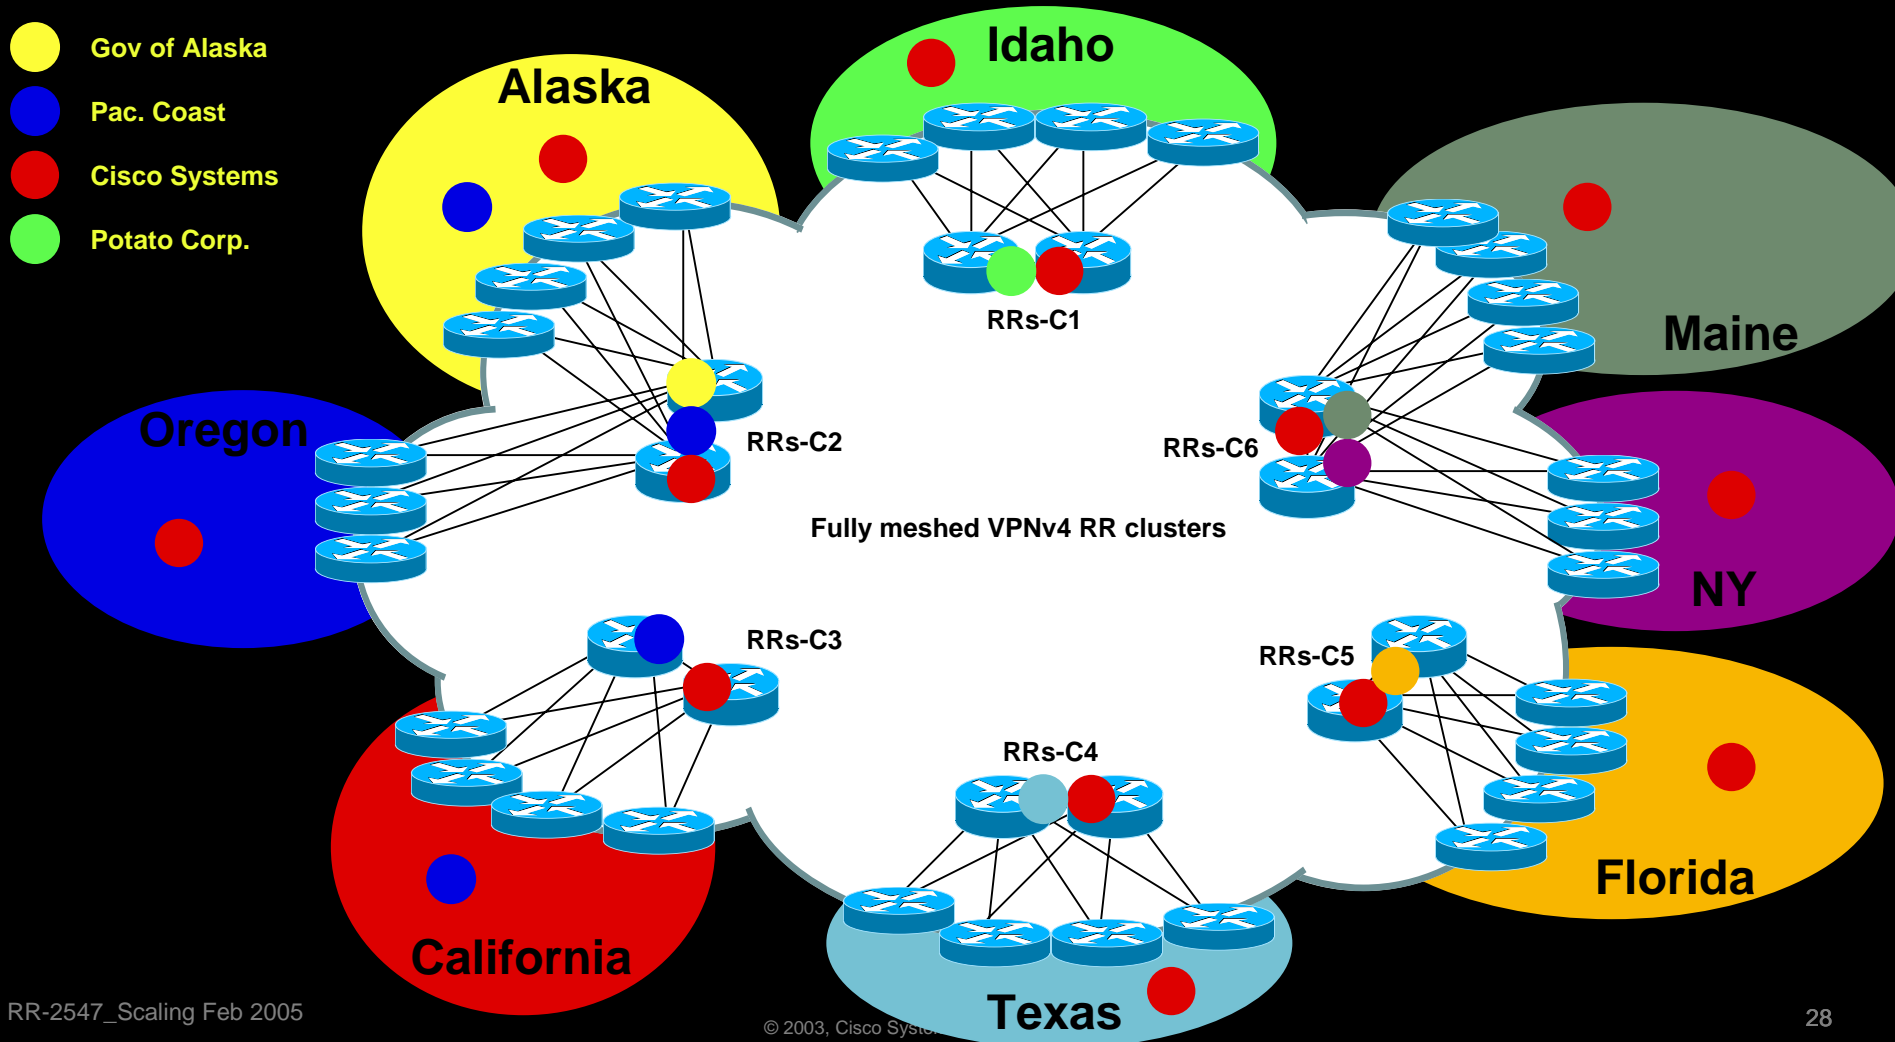 Gov of Alaska
Pac. Coast
Cisco Systems
Potato Corp.
Alaska
Idaho
Maine
Oregon
NY
California
Texas
Florida
RRs-C1
RRs-C2
RRs-C6
Fully meshed VPNv4 RR clusters
RRs-C3
RRs-C5
RRs-C4
RR-2547_Scaling Feb 2005
© 2003, Cisco
28